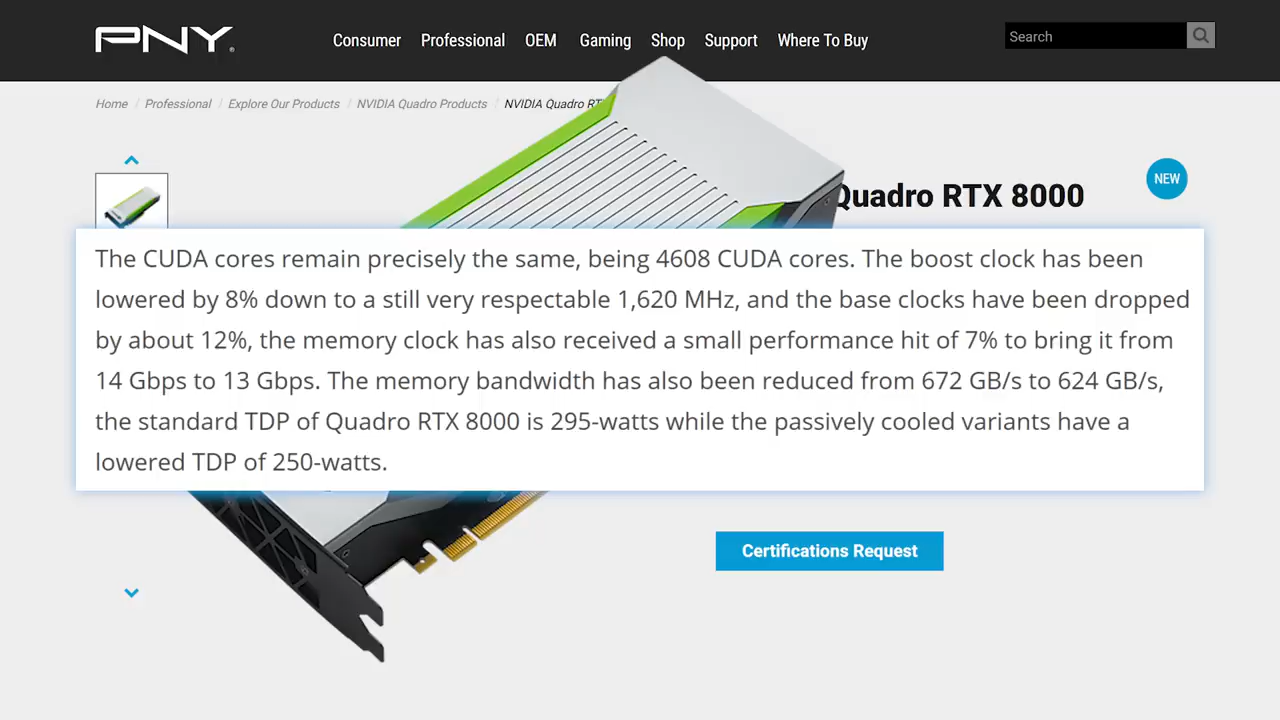 PNY
Consumer Professional OEM Gaming Shop Support Where To Buy
Search
Home / Professional / Explore Our Products / NVIDIA Quadro Products / NVIDIA Quadro
Quadro RTX 8000
NEW
The CUDA cores remain precisely the same, being 4608 CUDA cores. The boost clock has been
lowered by 8% down to a still very respectable 1,620 MHz, and the base clocks have been dropped
by about 12%, the memory clock has also received a small performance hit of 7% to bring it from
14 Gbps to 13 Gbps. The memory bandwidth has also been reduced from 672 GB/s to 624 GB/s,
the standard TDP of Quadro RTX 8000 is 295-watts while the passively cooled variants have a
lowered TDP of 250-watts.
Certifications Request